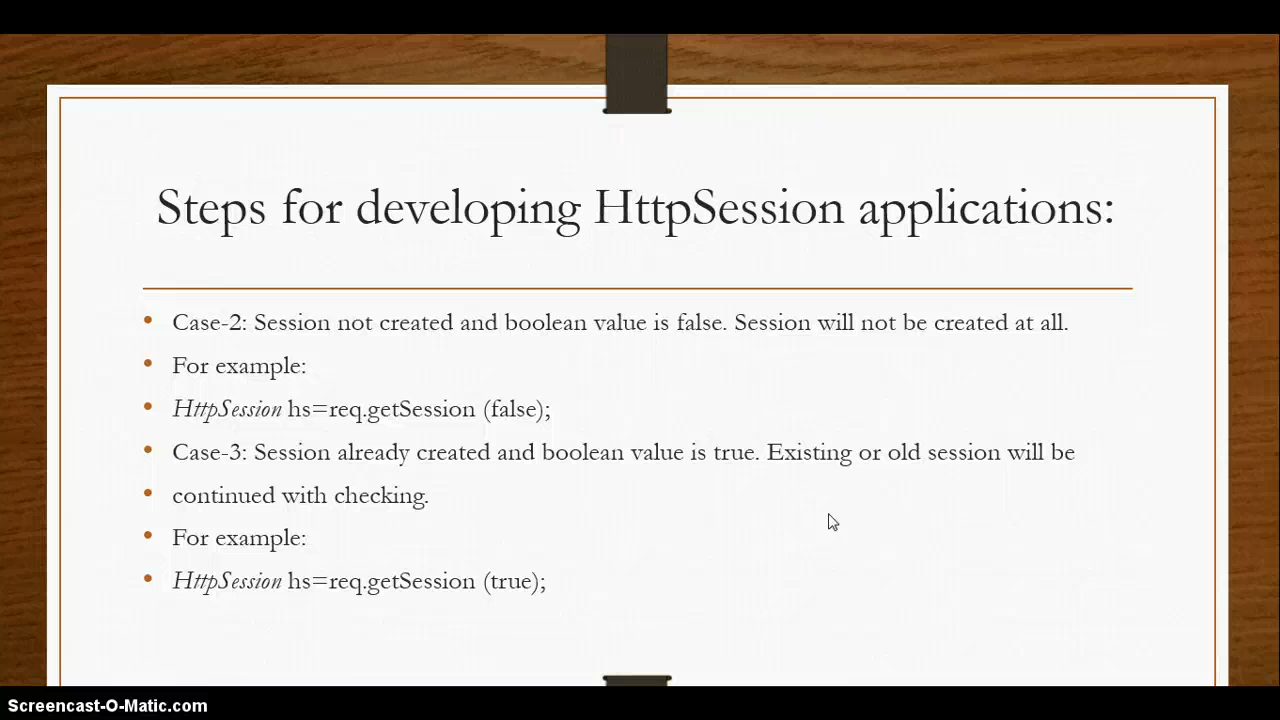 Steps for developing HttpSession applications:
• Case-2: Session not created and boolean value is false. Session will not be created at all.
• For example:
• HttpSession hs=req.getSession (false);
• Case-3: Session already created and boolean value is true. Existing or old session will be
• continued with checking.
• For example:
• HttpSession hs=req.getSession (true);
Screencast-O-Matic.com